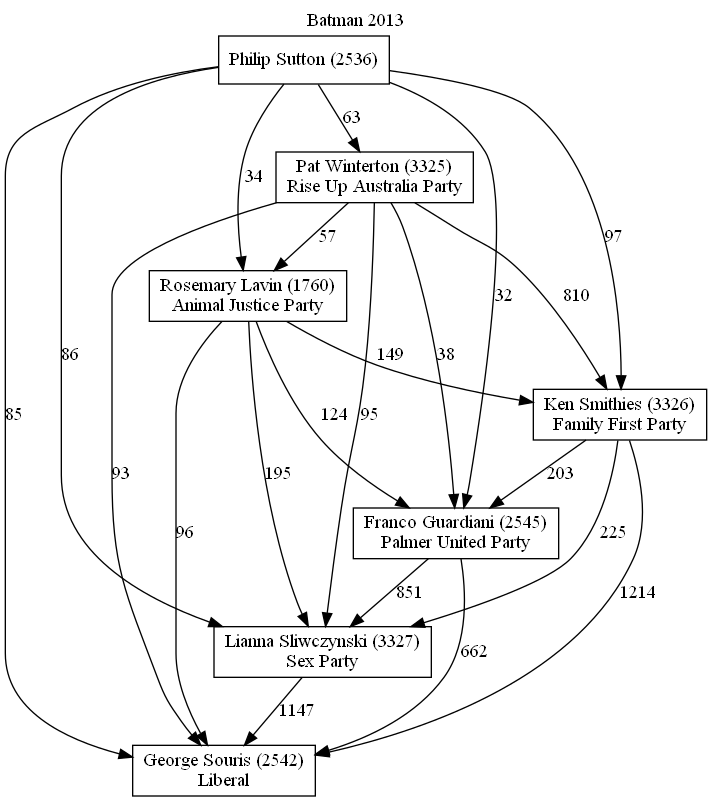 Batman 2013
Philip Sutton (2536)
63
Pat Winterton (3325)
Rise Up Australia Party
34
57
97
Rosemary Lavin (1760)
Animal Justice Party
32
810
86
149
38
Ken Smithies (3326)
Family First Party
85
124
95
93
195
203
Franco Guardiani (2545)
Palmer United Party
96
225
851
1214
Lianna Sliwczynski (3327)
Sex Party
662
1147
George Souris (2542)
Liberal